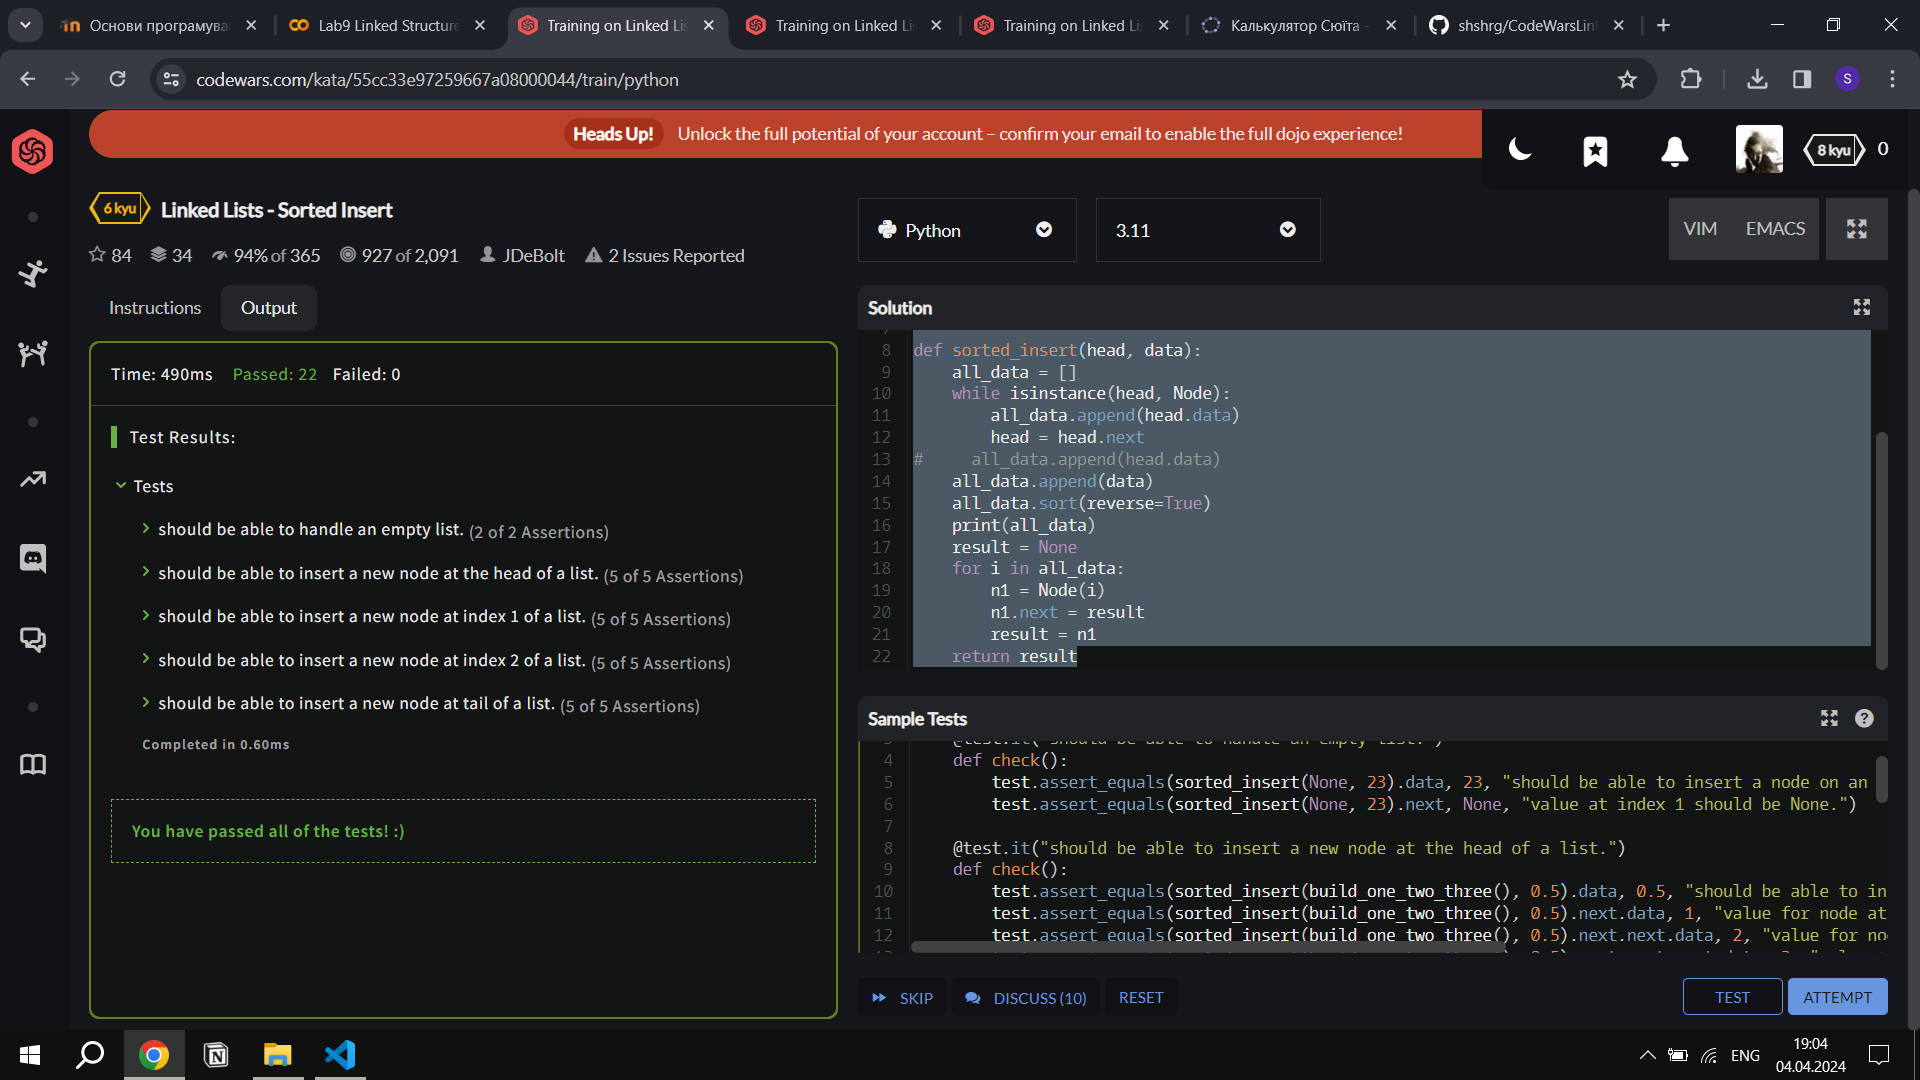 Основи програмува
Lab9 Linked Structure
Training on Linked Lis
Training on Linked Li
Training on Linked Li
Калькулятор Сюїта -
shshrg/CodeWarsLin
codewars.com/kata/55cc33e97259667a08000044/train/python
S
Heads Up! Unlock the full potential of your account – confirm your email to enable the full dojo experience!
8 kyu 0
6 kyu Linked Lists - Sorted Insert
84 34 94% of 365 927 of 2,091 JDeBolt 2 Issues Reported
Python
3.11
VIM EMACS
Instructions Output
Time: 490ms Passed: 22 Failed: 0
Test Results:
Tests
should be able to handle an empty list. (2 of 2 Assertions)
should be able to insert a new node at the head of a list. (5 of 5 Assertions)
should be able to insert a new node at index 1 of a list. (5 of 5 Assertions)
should be able to insert a new node at index 2 of a list. (5 of 5 Assertions)
should be able to insert a new node at tail of a list. (5 of 5 Assertions)
Completed in 0.60ms
You have passed all of the tests! :)
Solution
7
8 def sorted_insert(head, data):
9     all_data = []
10     while isinstance(head, Node):
11         all_data.append(head.data)
12         head = head.next
13 #     all_data.append(head.data)
14     all_data.append(data)
15     all_data.sort(reverse=True)
16     print(all_data)
17     result = None
18     for i in all_data:
19         n1 = Node(i)
20         n1.next = result
21         result = n1
22     return result
Sample Tests
3     @test.it("should be able to handle an empty list.")
4     def check():
5         test.assert_equals(sorted_insert(None, 23).data, 23, "should be able to insert a node on an
6         test.assert_equals(sorted_insert(None, 23).next, None, "value at index 1 should be None.")
7
8     @test.it("should be able to insert a new node at the head of a list.")
9     def check():
10         test.assert_equals(sorted_insert(build_one_two_three(), 0.5).data, 0.5, "should be able to in
11         test.assert_equals(sorted_insert(build_one_two_three(), 0.5).next.data, 1, "value for node at
12         test.assert_equals(sorted_insert(build_one_two_three(), 0.5).next.next.data, 2, "value for no
SKIP DISCUSS (10) RESET
TEST ATTEMPT
ENG
19:04
04.04.2024